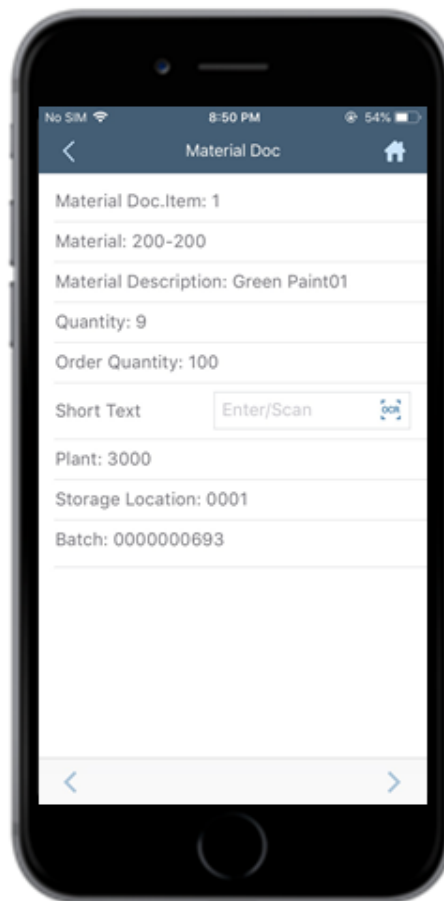 No SIM 8:50 PM 54%
Material Doc
Material Doc.Item: 1
Material: 200-200
Material Description: Green Paint01
Quantity: 9
Order Quantity: 100
Short Text Enter/Scan OCR
Plant: 3000
Storage Location: 0001
Batch: 0000000693